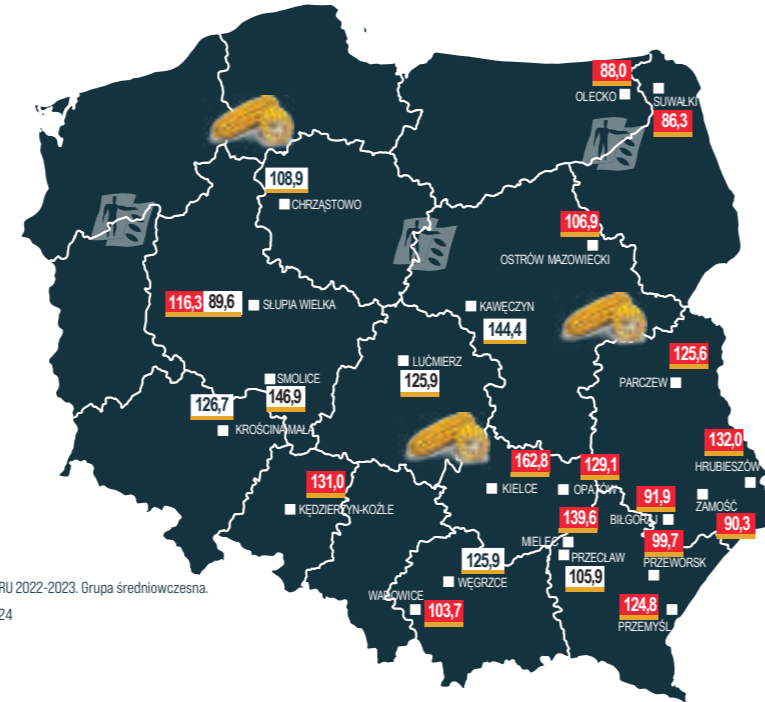 88,0
OLECKO
SUWAŁKI
86,3
108,9
CHRZĄSTOWO
106,9
OSTRÓW MAZOWIECKI
116,3 89,6
SŁUPIA WIELKA
KAWĘCZYN
144,4
LUĆMIERZ
125,9
125,6
PARCZEW
SMOLICE
146,9
126,7
KROŚCINA MAŁA
132,0
HRUBIESZÓW
162,8
KIELCE
129,1
OPATÓW
131,0
KĘDZIERZYN-KOŹLE
91,9
BIŁGORAJ
ZAMOŚĆ
90,3
139,6
MIELEC
PRZECŁAW
105,9
99,7
PRZEWORSK
125,9
WĘGRZCE
WADOWICE
103,7
124,8
PRZEMYŚL
RU 2022-2023. Grupa średniowczesna.
24